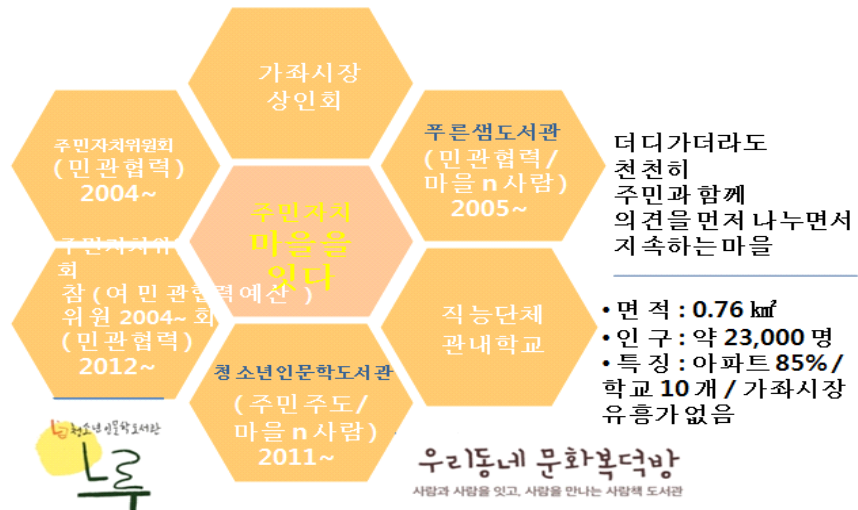 가좌시장
상인회
주민자치위원회
(민관협력)
2004~
푸른샘도서관
(민관협력/
마을n사람)
2005~
주민자치
마을을
잇다
주민자치위
회
참(여민관협력예산 )
위원 2004~ 회
(민관협력)
2012~
직능단체
관내학교
청소년인문학도서관
(주민주도/
마을n사람)
2011~
더디가더라도
천천히
주민과 함께
의견을 먼저 나누면서
지속하는마을
• 면 적 : 0.76 ㎢
• 인 구 : 약 23,000 명
• 특 징 : 아파트 85% /
학교 10 개 / 가좌시장
유흥가없음
청소년인문학도서관
노루
우리동네 문화복덕방
사람과 사람을 잇고, 사람을 만나는 사람책 도서관